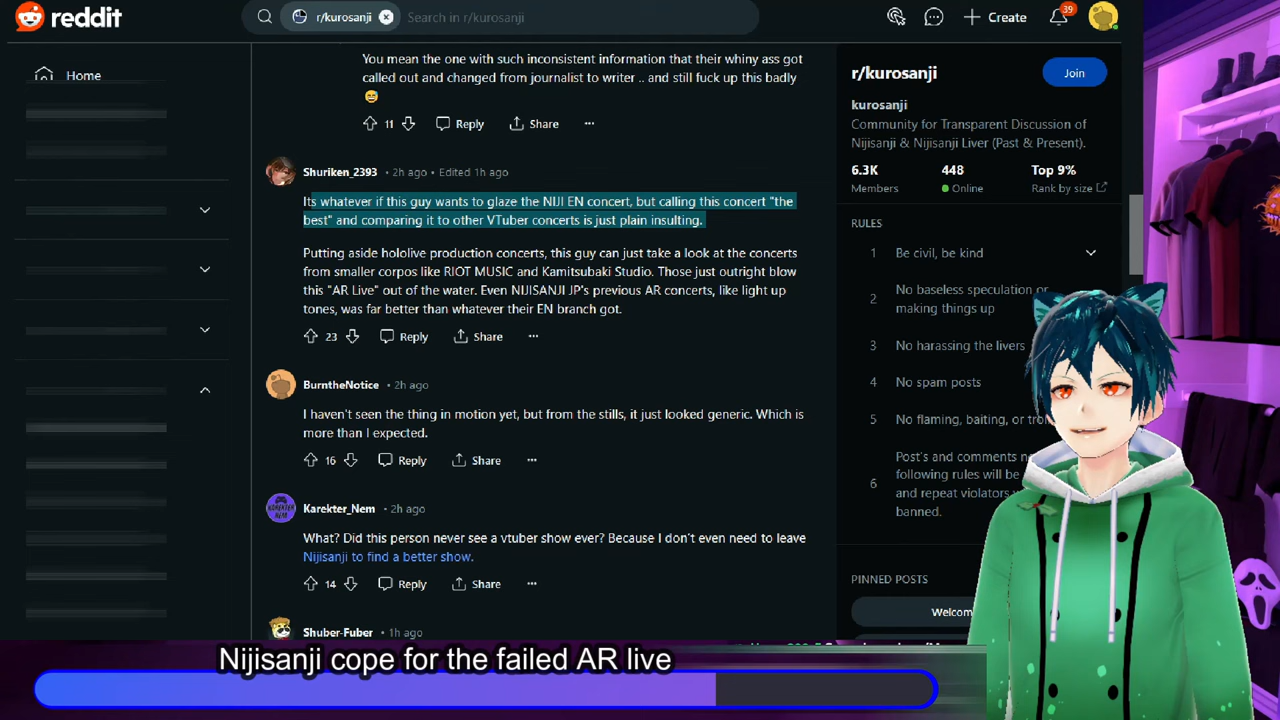 reddit
r/kurosanji
Search in r/kurosanji
Create
39
Home
You mean the one with such inconsistent information that their whiny ass got
called out and changed from journalist to writer .. and still fuck up this badly
😅
11
Reply
Share
Shuriken_2393 • 2h ago • Edited 1h ago
Its whatever if this guy wants to glaze the NIJI EN concert, but calling this concert "the
best" and comparing it to other VTuber concerts is just plain insulting.
Putting aside hololive production concerts, this guy can just take a look at the concerts
from smaller corpos like RIOT MUSIC and Kamitsubaki Studio. Those just outright blow
this "AR Live" out of the water. Even NIJISANJI JP's previous AR concerts, like light up
tones, was far better than whatever their EN branch got.
23
Reply
Share
BurntheNotice • 2h ago
I haven't seen the thing in motion yet, but from the stills, it just looked generic. Which is
more than I expected.
16
Reply
Share
KAREKTER
NEM
Karekter_Nem • 2h ago
What? Did this person never see a vtuber show ever? Because I don't even need to leave
Nijisanji to find a better show.
14
Reply
Share
Shuber-Fuber • 1h ago
r/kurosanji
Join
kurosanji
Community for Transparent Discussion of
Nijisanji & Nijisanji Liver (Past & Present).
6.3K
448
Top 9%
Members
Online
Rank by size
RULES
1
Be civil, be kind
2
No baseless speculation or
making things up
3
No harassing the livers
4
No spam posts
5
No flaming, baiting, or
6
Post's and comments
following rules will be
and repeat violators
banned.
PINNED POSTS
Nijisanji cope for the failed AR live